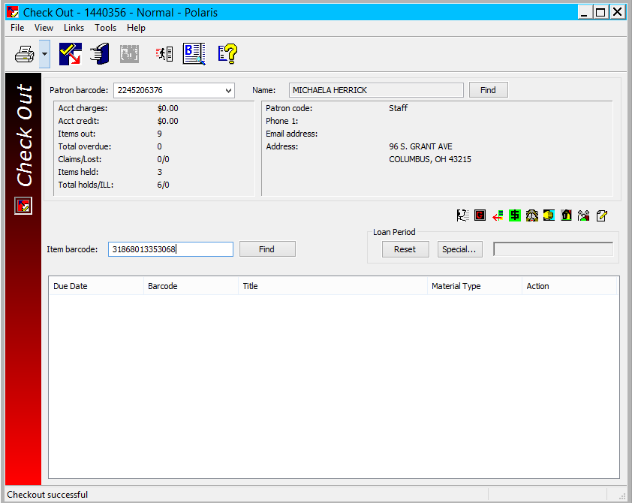 Check Out - 1440356 - Normal - Polaris
File View Links Tools Help
Check Out
Patron barcode: 2245206376 Name: MICHAELA HERRICK Find
Acct charges: $0.00
Acct credit: $0.00
Items out: 9
Total overdue: 0
Claims/Lost: 0/0
Items held: 3
Total holds/ILL: 6/0
Patron code: Staff
Phone 1:
Email address:
Address: 96 S. GRANT AVE
COLUMBUS, OH 43215
Loan Period
Item barcode: 31868013353068 Find Reset Special...
Due Date Barcode Title Material Type Action
Checkout successful